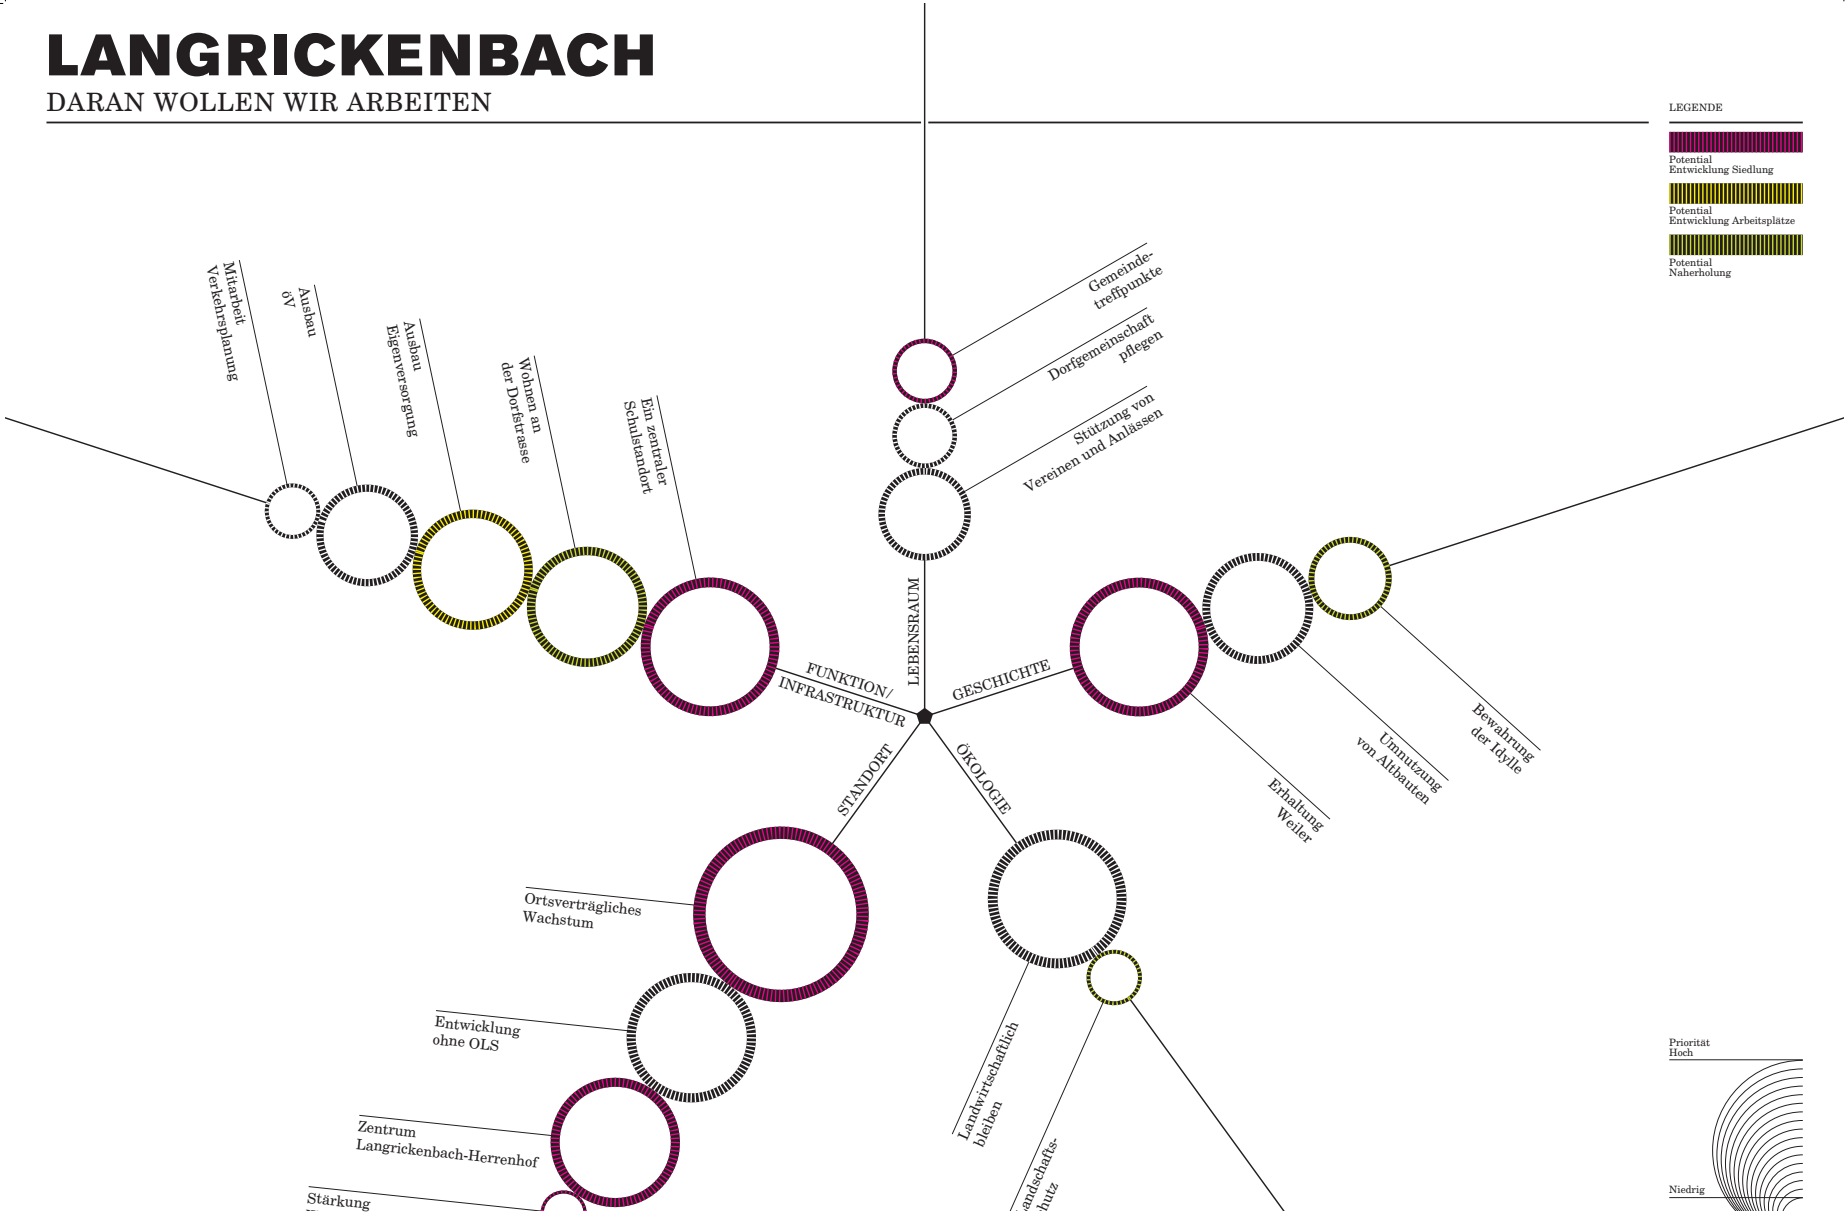 LANGRICKENBACH
DARAN WOLLEN WIR ARBEITEN
LEGENDE
Potential
Entwicklung Siedlung
Potential
Entwicklung Arbeitsplätze
Potential
Naherholung
Mitarbeit
Verkehrsplanung
Ausbau
öV
Ausbau
Eigenversorgung
Wohnen an
der Dorfstrasse
Ein zentraler
Schulstandort
Gemeinde-
treffpunkte
Dorfgemeinschaft
pflegen
Stützung von
Vereinen und Anlässen
LEBENSRAUM
FUNKTION/
INFRASTRUKTUR
GESCHICHTE
STANDORT
ÖKOLOGIE
Bewahrung
der Idylle
Umnutzung
von Altbauten
Erhaltung
Weiler
Ortsverträgliches
Wachstum
Entwicklung
ohne OLS
Zentrum
Langrickenbach-Herrenhof
Stärkung
Landwirtschaftlich
bleiben
andschafts-
hutz
Priorität
Hoch
Niedrig